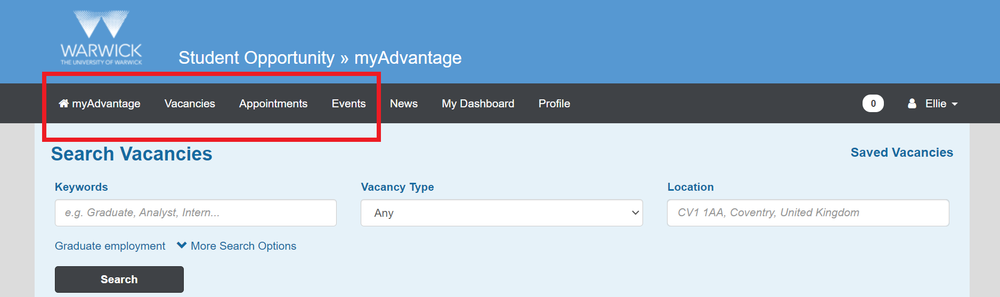 WARWICK
THE UNIVERSITY OF WARWICK
Student Opportunity » myAdvantage
myAdvantage Vacancies Appointments Events News My Dashboard Profile 0 Ellie
Search Vacancies Saved Vacancies
Keywords Vacancy Type Location
e.g. Graduate, Analyst, Intern... Any CV1 1AA, Coventry, United Kingdom
Graduate employment More Search Options
Search